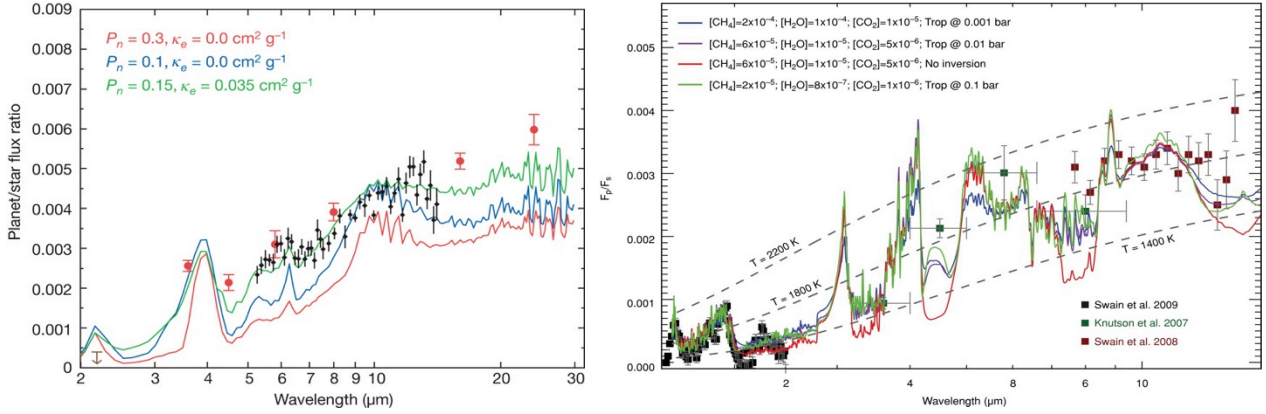 0.009
0.008
0.007
0.006
0.005
0.004
0.003
0.002
0.001
0
Planet/star flux ratio
Pₙ = 0.3, κₑ = 0.0 cm² g⁻¹
Pₙ = 0.1, κₑ = 0.0 cm² g⁻¹
Pₙ = 0.15, κₑ = 0.035 cm² g⁻¹
2 3 4 5 6 7 8 9 10 20 30
Wavelength (μm)
0.005
0.004
0.003
0.002
0.001
0.000
Fₚ/Fₛ
[CH₄]=2x10⁻⁴; [H₂O]=1x10⁻⁴; [CO₂]=1x10⁻⁵; Trop @ 0.001 bar
[CH₄]=6x10⁻⁵; [H₂O]=1x10⁻⁵; [CO₂]=5x10⁻⁶; Trop @ 0.01 bar
[CH₄]=6x10⁻⁵; [H₂O]=1x10⁻⁵; [CO₂]=5x10⁻⁶; No inversion
[CH₄]=2x10⁻⁵; [H₂O]=8x10⁻⁷; [CO₂]=1x10⁻⁶; Trop @ 0.1 bar
T = 2200 K
T = 1800 K
T = 1400 K
Swain et al. 2009
Knutson et al. 2007
Swain et al. 2008
2 4 8 6 10
Wavelength (μm)